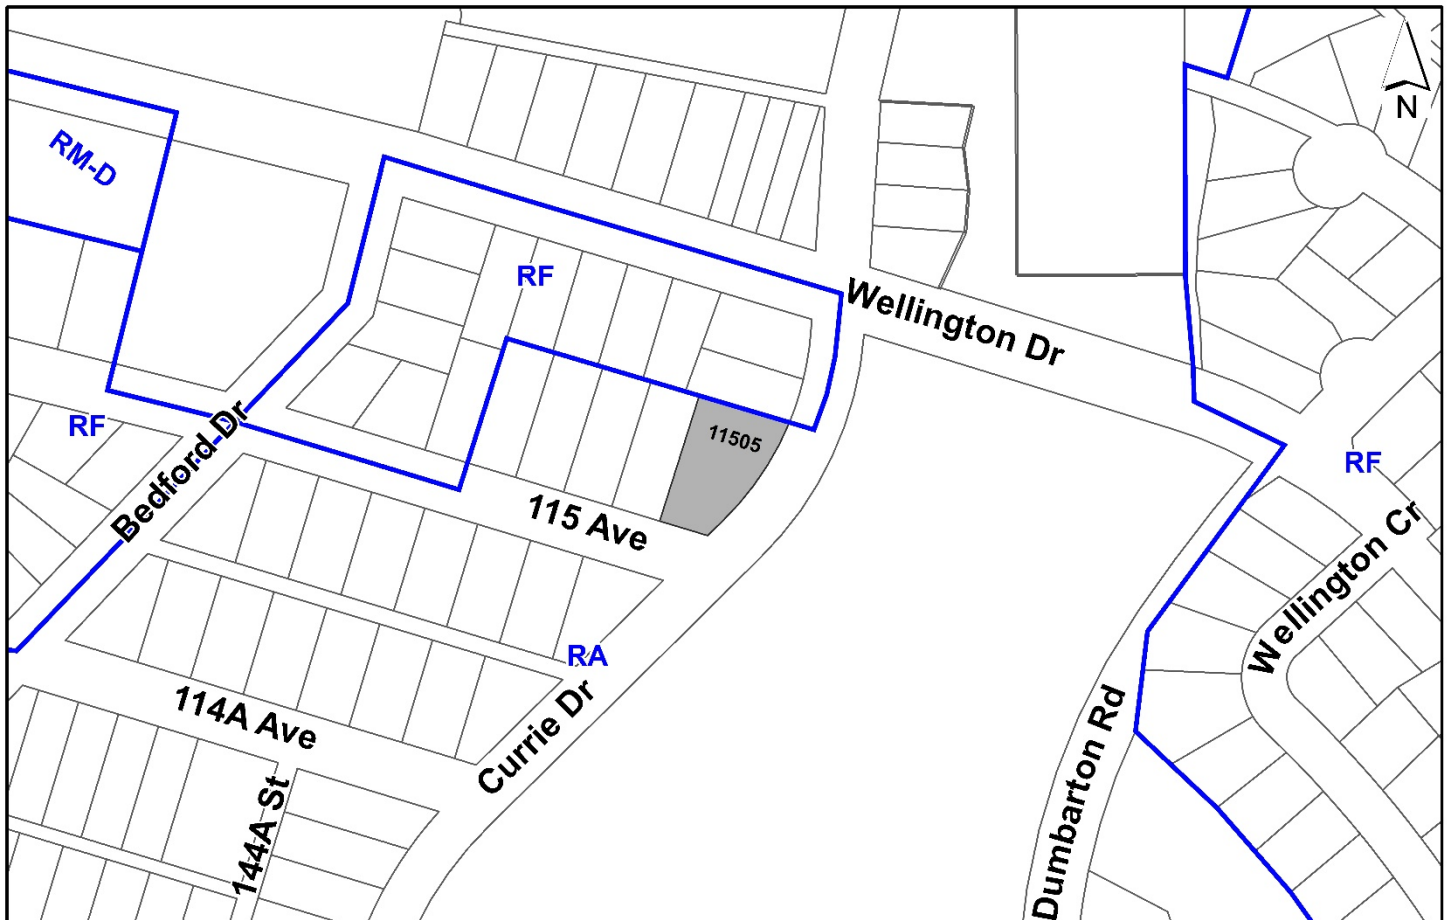 N
RM-D
RF
Wellington Dr
RF
Bedford Dr
11505
RF
115 Ave
Wellington Cr
RA
114A Ave
Currie Dr
Dumbarton Rd
144A St